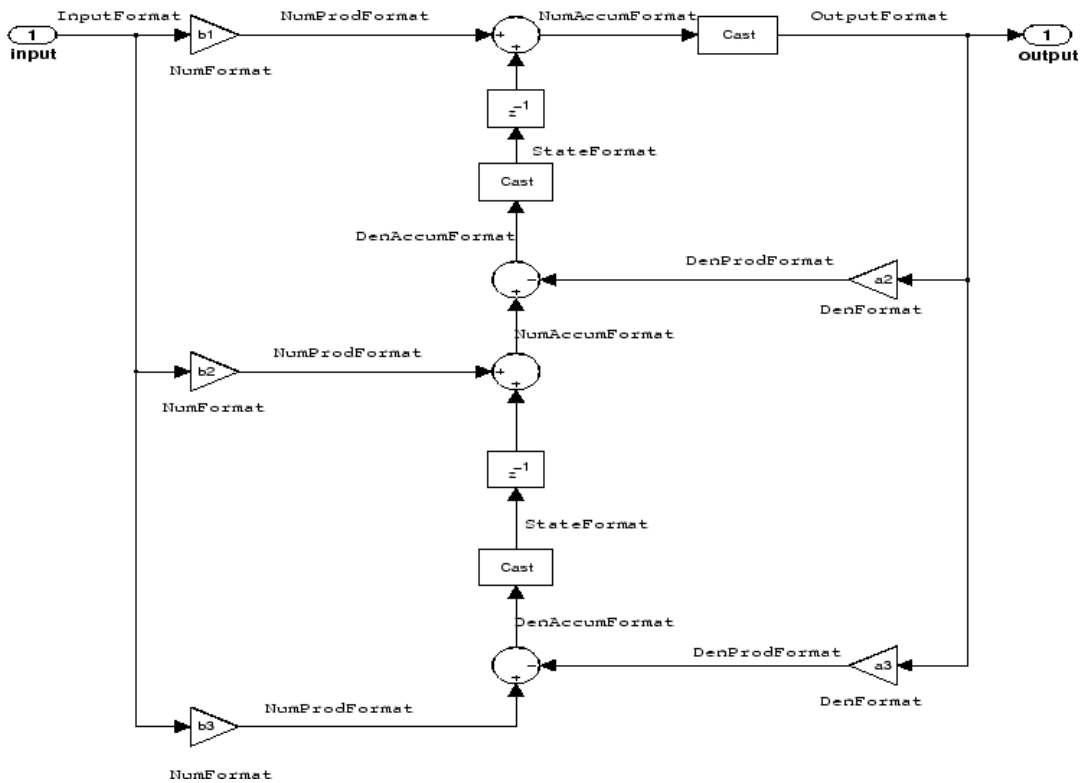 InputFormat
NumProdFormat
NumAccumFormat
OutputFormat
1
b1
+
+
Cast
1
input
output
NumFormat
z^-1
StateFormat
Cast
DenAccumFormat
DenProdFormat
-
a2
+
DenFormat
NumAccumFormat
NumProdFormat
b2
+
+
NumFormat
z^-1
StateFormat
Cast
DenAccumFormat
DenProdFormat
-
a3
+
DenFormat
NumProdFormat
b3
NumFormat